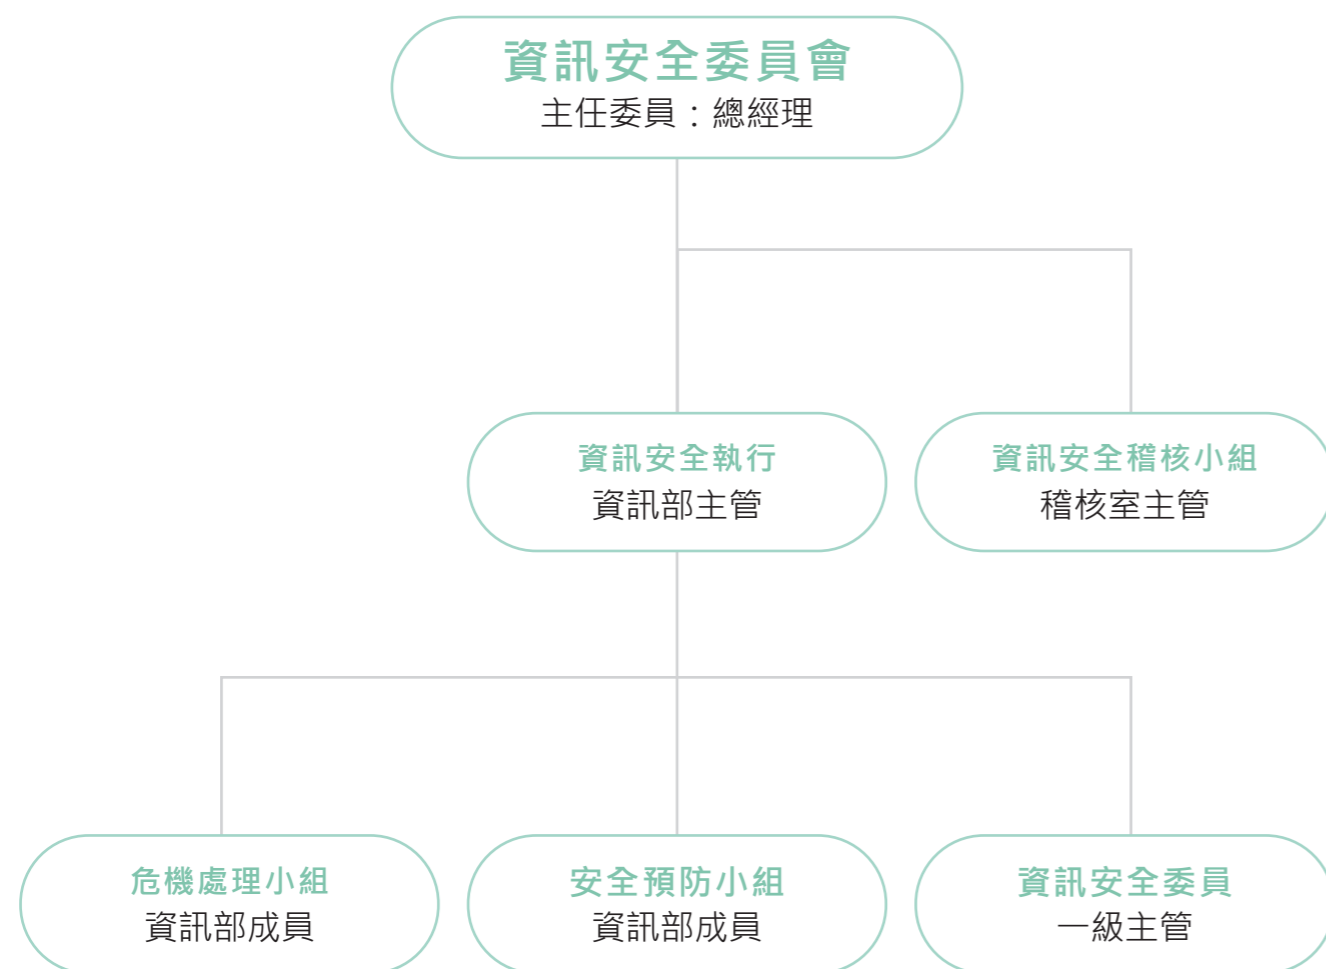 資訊安全委員會
主任委員：總經理
資訊安全執行
資訊部主管
資訊安全稽核小組
稽核室主管
危機處理小組
資訊部成員
安全預防小組
資訊部成員
資訊安全委員
一級主管